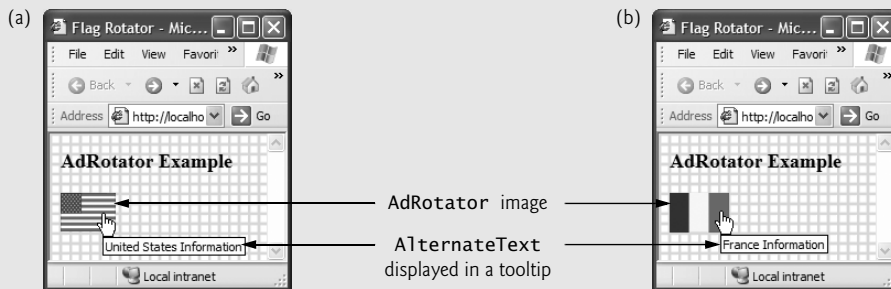 (a)
Flag Rotator - Mic...
File Edit View Favorit »
Back »
Address http://localho Go
AdRotator Example
United States Information
Local intranet
AdRotator image
AlternateText
displayed in a tooltip
(b)
Flag Rotator - Mic...
File Edit View Favorit »
Back »
Address http://localho Go
AdRotator Example
France Information
Local intranet